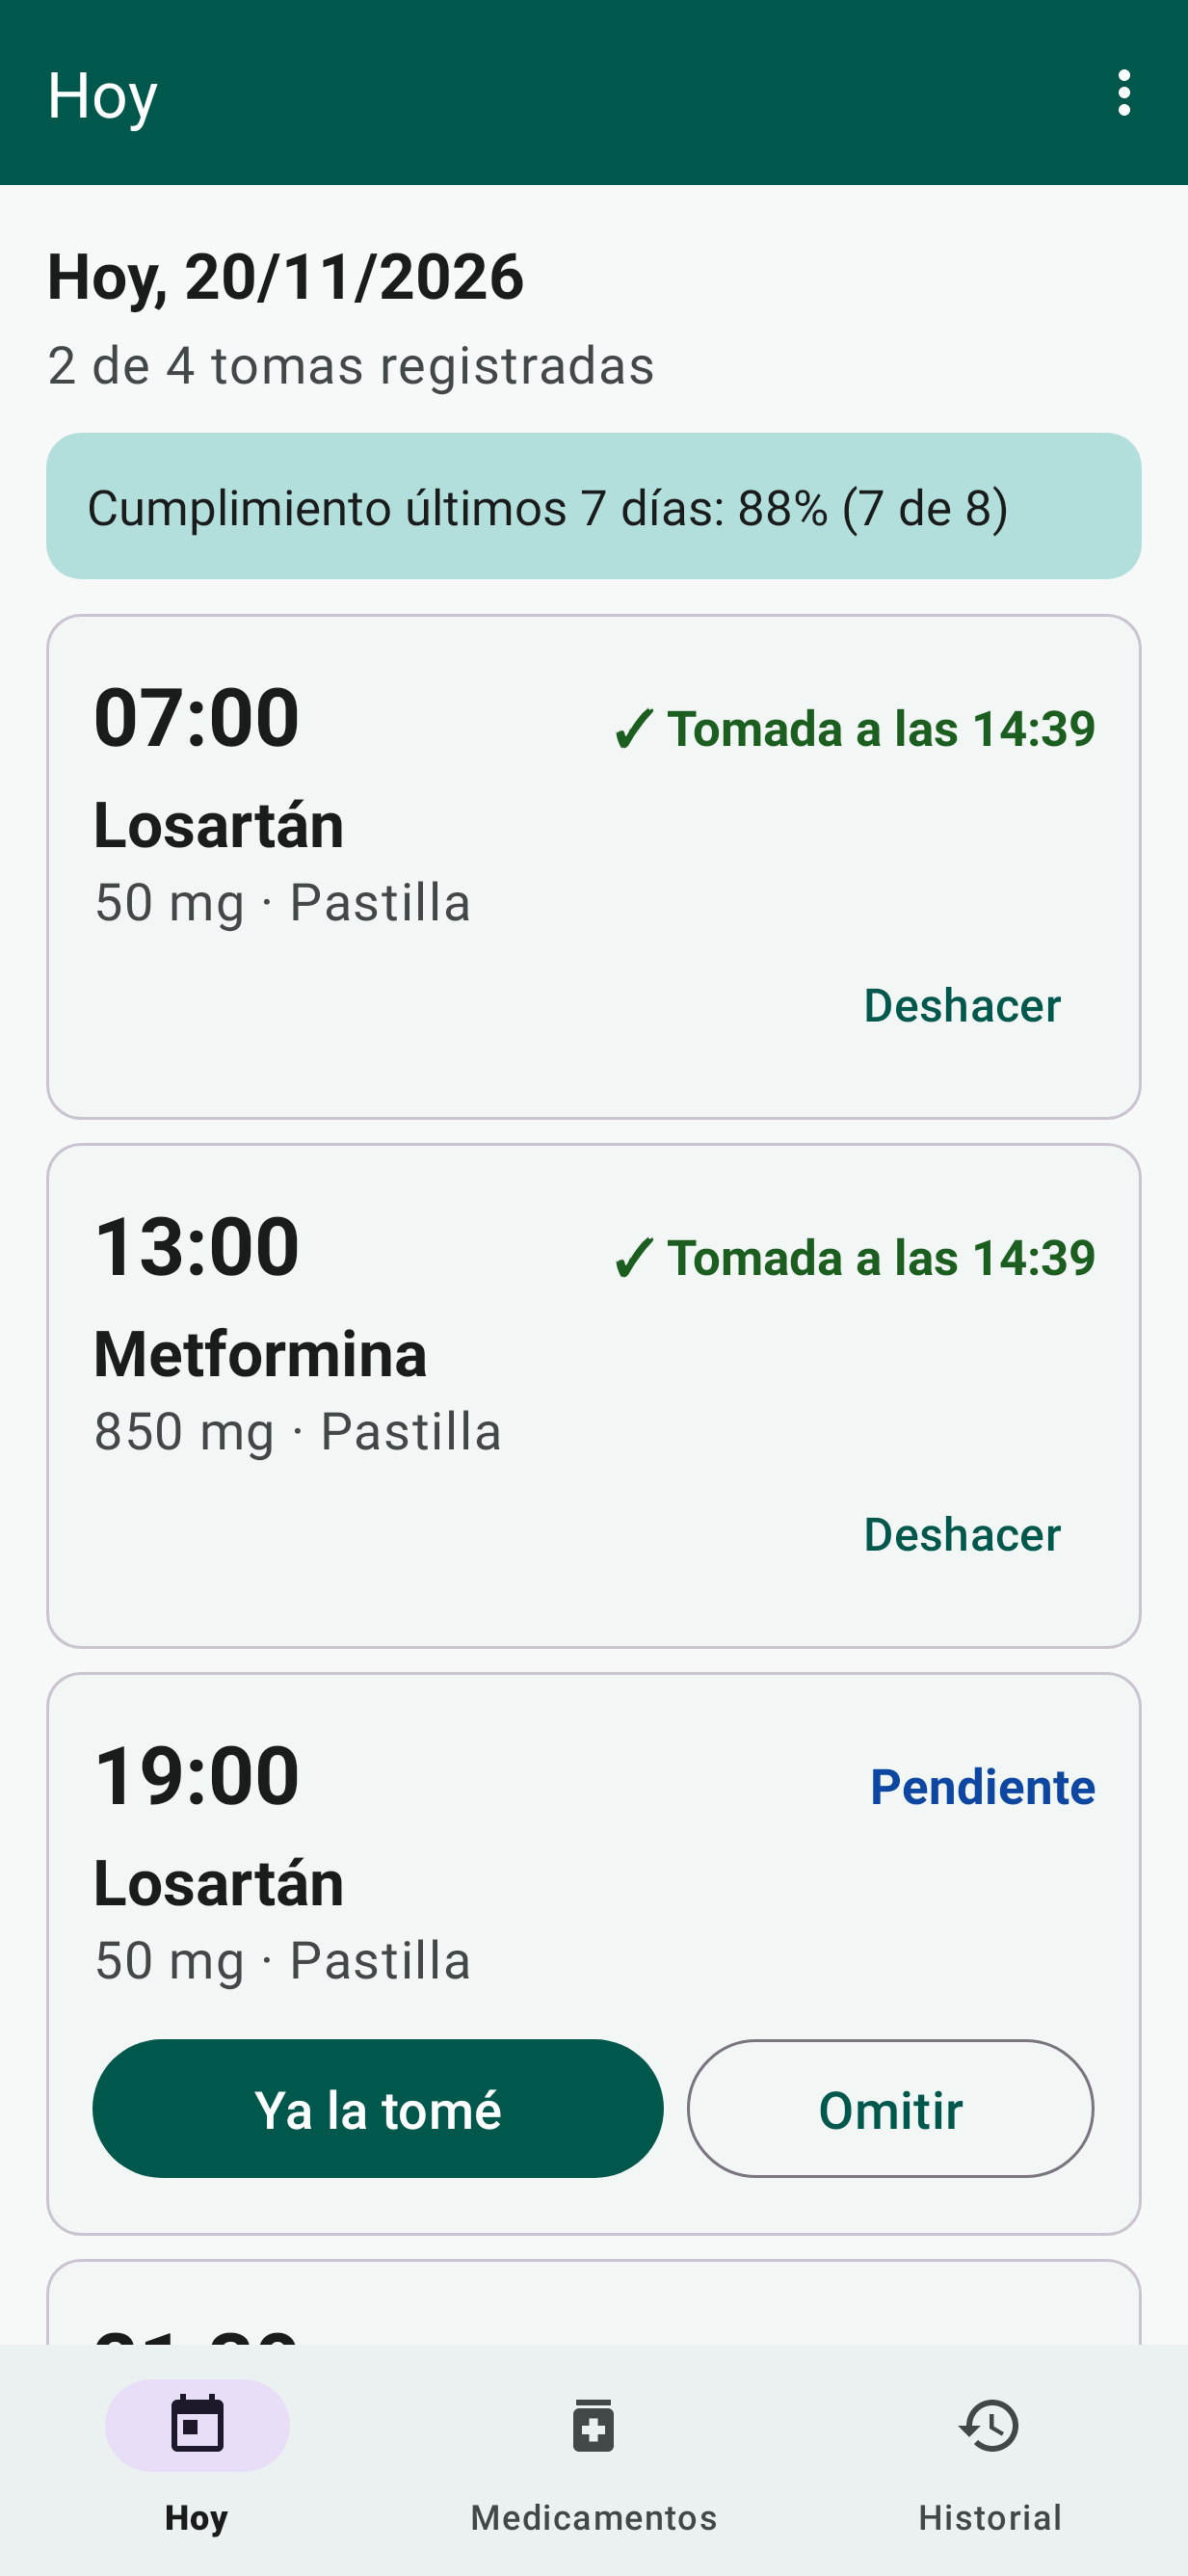 Hoy
Hoy, 20/11/2026
2 de 4 tomas registradas
Cumplimiento últimos 7 días: 88% (7 de 8)
07:00
✓ Tomada a las 14:39
Losartán
50 mg · Pastilla
Deshacer
13:00
✓ Tomada a las 14:39
Metformina
850 mg · Pastilla
Deshacer
19:00
Pendiente
Losartán
50 mg · Pastilla
Ya la tomé
Omitir
Hoy
Medicamentos
Historial